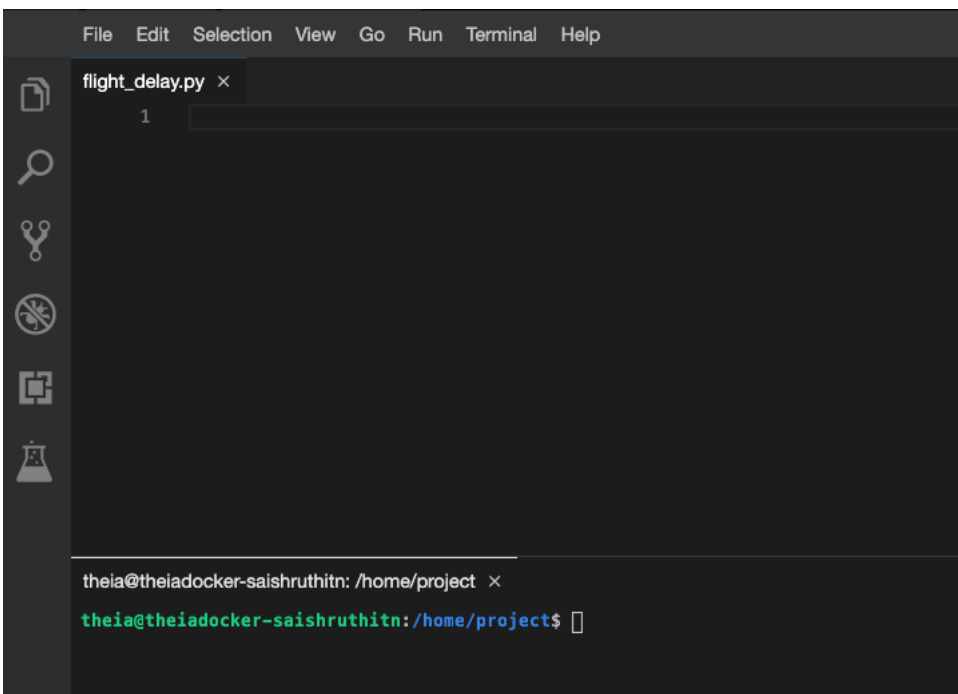 File Edit Selection View Go Run Terminal Help
flight_delay.py ×
1
theia@theiadocker-saishruthitn: /home/project ×
theia@theiadocker-saishruthitn:/home/project$